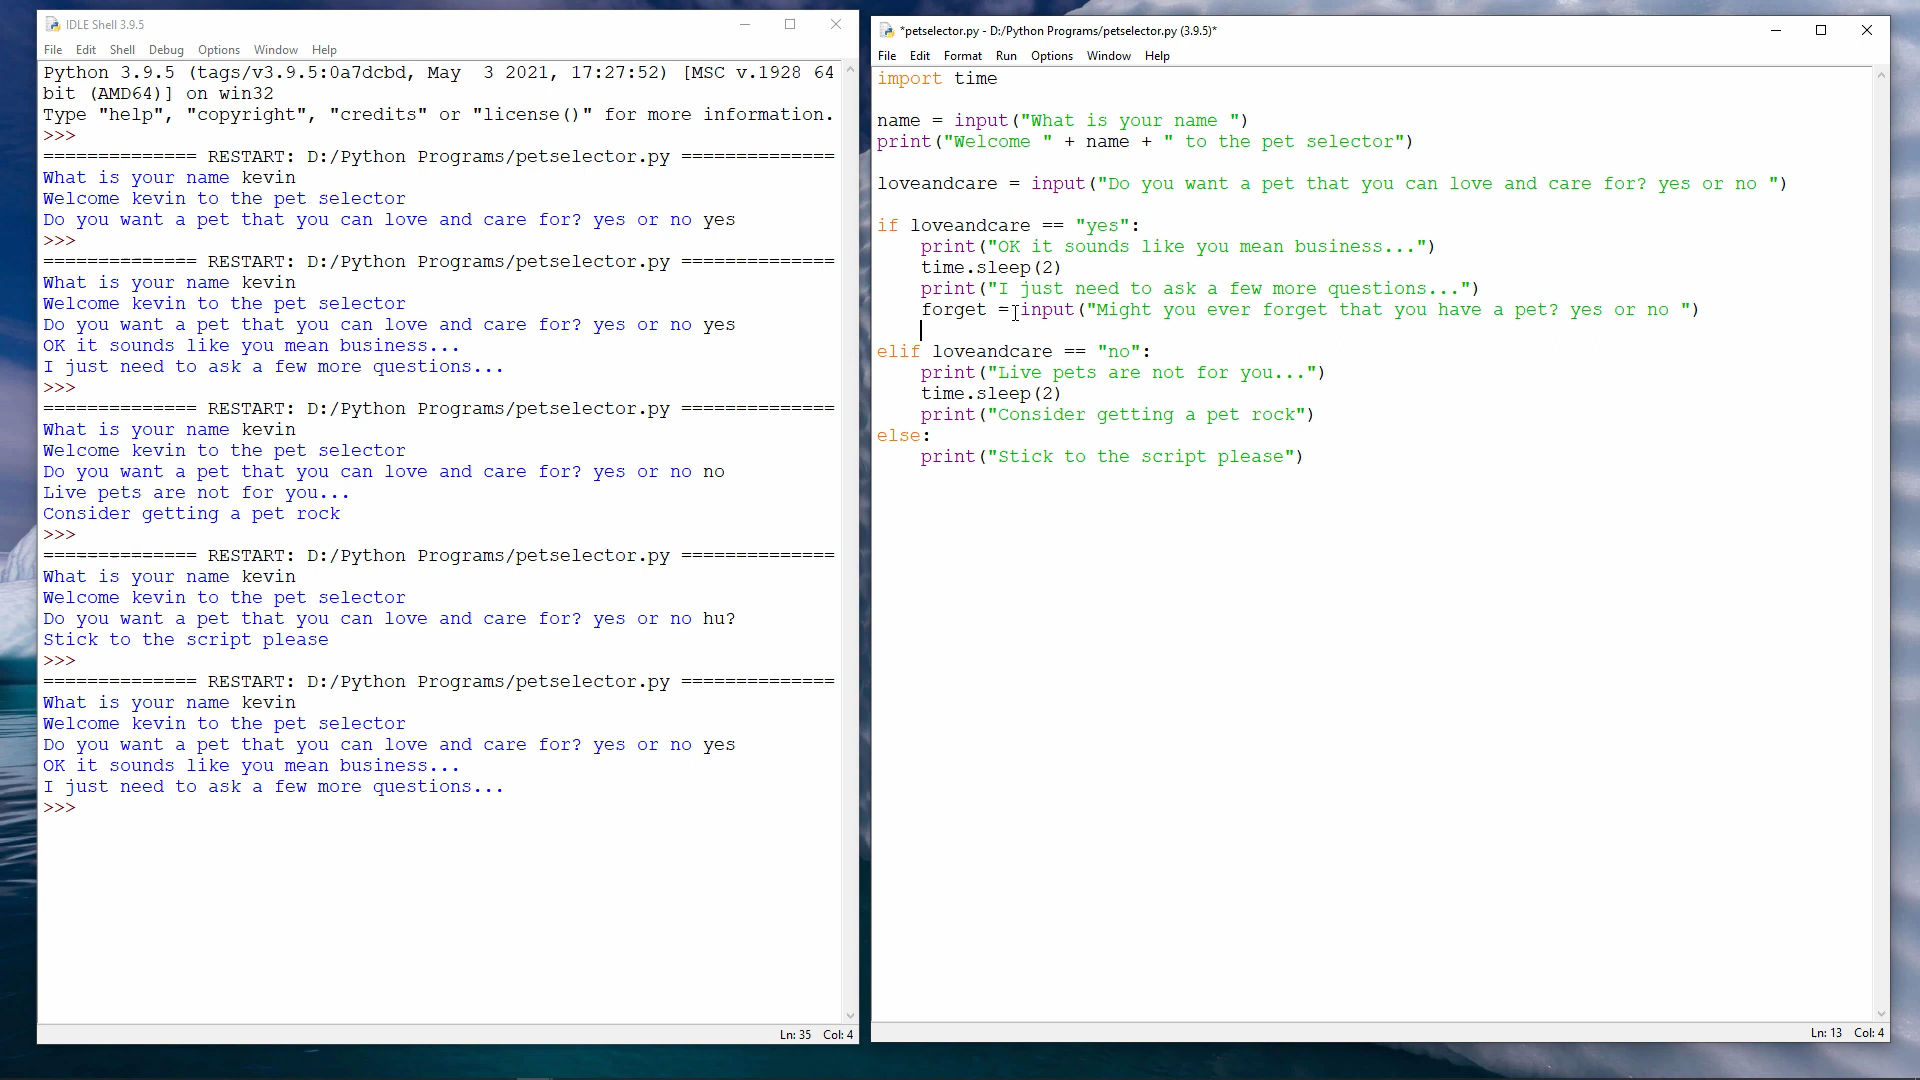 IDLE Shell 3.9.5
File Edit Shell Debug Options Window Help
Python 3.9.5 (tags/v3.9.5:0a7dcbd, May  3 2021, 17:27:52) [MSC v.1928 64
bit (AMD64)] on win32
Type "help", "copyright", "credits" or "license()" for more information.
>>>
============== RESTART: D:/Python Programs/petselector.py ==============
What is your name kevin
Welcome kevin to the pet selector
Do you want a pet that you can love and care for? yes or no yes
>>>
============== RESTART: D:/Python Programs/petselector.py ==============
What is your name kevin
Welcome kevin to the pet selector
Do you want a pet that you can love and care for? yes or no yes
OK it sounds like you mean business...
I just need to ask a few more questions...
>>>
============== RESTART: D:/Python Programs/petselector.py ==============
What is your name kevin
Welcome kevin to the pet selector
Do you want a pet that you can love and care for? yes or no no
Live pets are not for you...
Consider getting a pet rock
>>>
============== RESTART: D:/Python Programs/petselector.py ==============
What is your name kevin
Welcome kevin to the pet selector
Do you want a pet that you can love and care for? yes or no hu?
Stick to the script please
>>>
============== RESTART: D:/Python Programs/petselector.py ==============
What is your name kevin
Welcome kevin to the pet selector
Do you want a pet that you can love and care for? yes or no yes
OK it sounds like you mean business...
I just need to ask a few more questions...
>>>
Ln: 35 Col: 4
*petselector.py - D:/Python Programs/petselector.py (3.9.5)*
File Edit Format Run Options Window Help
import time
name = input("What is your name ")
print("Welcome " + name + " to the pet selector")
loveandcare = input("Do you want a pet that you can love and care for? yes or no ")
if loveandcare == "yes":
    print("OK it sounds like you mean business...")
    time.sleep(2)
    print("I just need to ask a few more questions...")
    forget = input("Might you ever forget that you have a pet? yes or no ")
elif loveandcare == "no":
    print("Live pets are not for you...")
    time.sleep(2)
    print("Consider getting a pet rock")
else:
    print("Stick to the script please")
Ln: 13 Col: 4